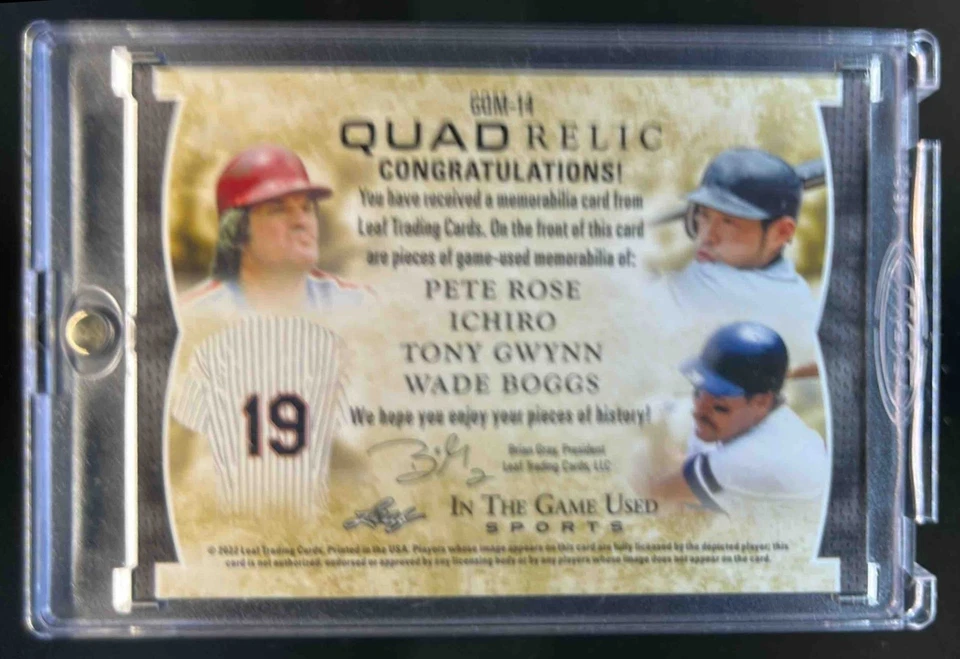 GQM-14
QUAD RELIC
CONGRATULATIONS!
You have received a memorabilia card from
Leaf Trading Cards. On the front of this card
are pieces of game-used memorabilia of:
PETE ROSE
ICHIRO
TONY GWYNN
WADE BOGGS
We hope you enjoy your pieces of history!
19
Brian Gray, President
Leaf Trading Cards, LLC
Leaf
IN THE GAME USED
SPORTS
© 2022 Leaf Trading Cards, Printed in the USA. Players whose image appears on this card are fully licensed by the depicted player; this
card is not authorized, endorsed or approved by any licensing body or by any players whose image does not appear on the card.